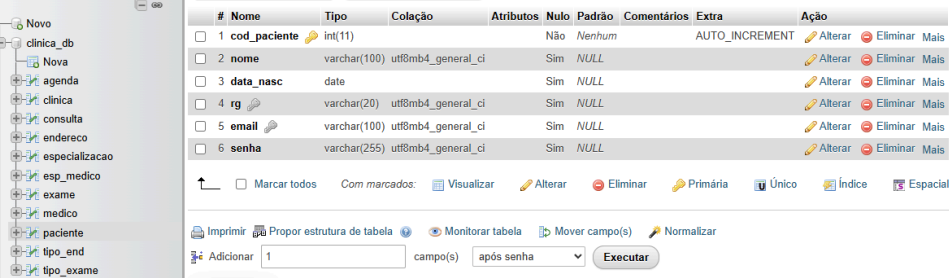 Novo
clinica_db
Nova
agenda
clinica
consulta
endereco
especializacao
esp_medico
exame
medico
paciente
tipo_end
tipo_exame
# Nome Tipo Colação Atributos Nulo Padrão Comentários Extra Ação
1 cod_paciente int(11) Não Nenhum AUTO_INCREMENT Alterar Eliminar Mais
2 nome varchar(100) utf8mb4_general_ci Sim NULL Alterar Eliminar Mais
3 data_nasc date Sim NULL Alterar Eliminar Mais
4 rg varchar(20) utf8mb4_general_ci Sim NULL Alterar Eliminar Mais
5 email varchar(100) utf8mb4_general_ci Sim NULL Alterar Eliminar Mais
6 senha varchar(255) utf8mb4_general_ci Sim NULL Alterar Eliminar Mais
Marcar todos Com marcados: Visualizar Alterar Eliminar Primária Único Índice Espacial
Imprimir Propor estrutura de tabela Monitorar tabela Mover campo(s) Normalizar
Adicionar 1 campo(s) após senha Executar